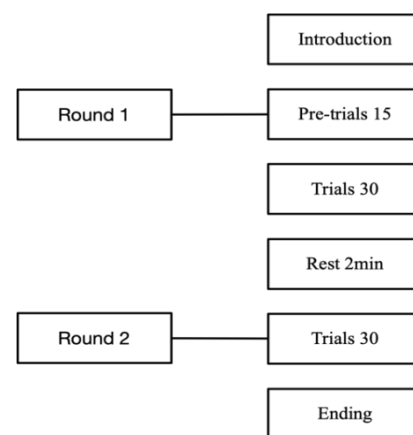 Introduction
Round 1
Pre-trials 15
Trials 30
Rest 2min
Round 2
Trials 30
Ending